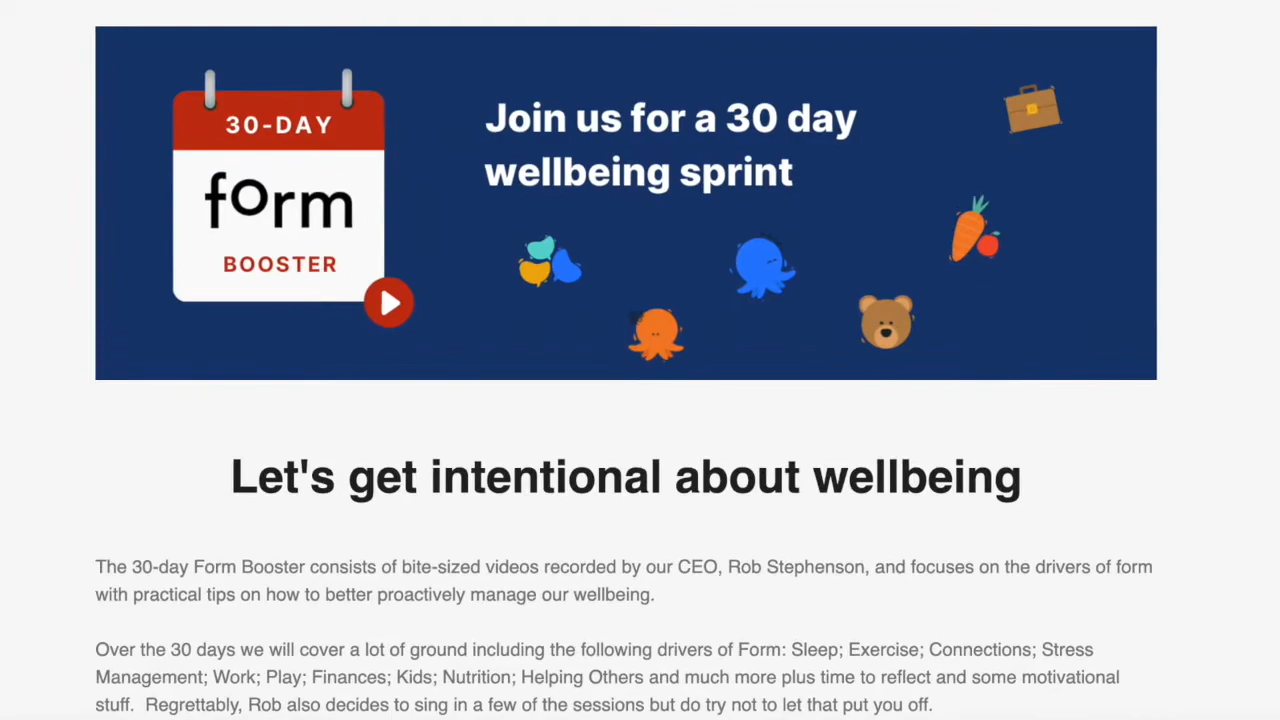 30-DAY
form
BOOSTER
Join us for a 30 day
wellbeing sprint
Let's get intentional about wellbeing
The 30-day Form Booster consists of bite-sized videos recorded by our CEO, Rob Stephenson, and focuses on the drivers of form
with practical tips on how to better proactively manage our wellbeing.
Over the 30 days we will cover a lot of ground including the following drivers of Form: Sleep; Exercise; Connections; Stress
Management; Work; Play; Finances; Kids; Nutrition; Helping Others and much more plus time to reflect and some motivational
stuff.  Regrettably, Rob also decides to sing in a few of the sessions but do try not to let that put you off.